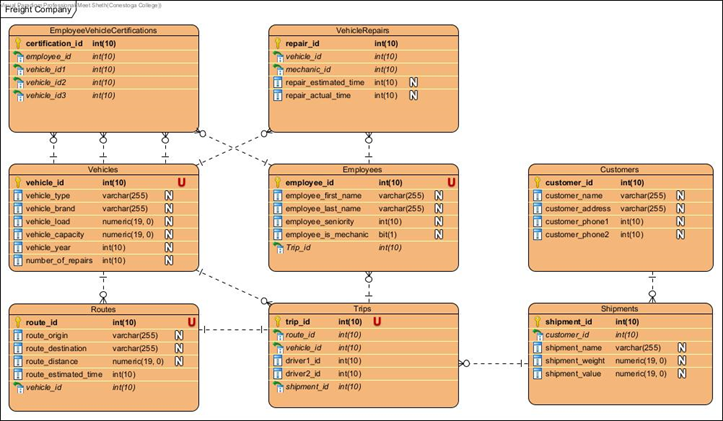 Visual Paradigm Professional Meet Sheth(Conestoga College)
Freight Company
EmployeeVehicleCertifications
certification_id int(10)
employee_id int(10)
vehicle_id1 int(10)
vehicle_id2 int(10)
vehicle_id3 int(10)
VehicleRepairs
repair_id int(10)
vehicle_id int(10)
mechanic_id int(10)
repair_estimated_time int(10) N
repair_actual_time int(10) N
Vehicles
vehicle_id int(10) U
vehicle_type varchar(255) N
vehicle_brand varchar(255) N
vehicle_load numeric(19, 0) N
vehicle_capacity numeric(19, 0) N
vehicle_year int(10) N
number_of_repairs int(10) N
Employees
employee_id int(10) U
employee_first_name varchar(255) N
employee_last_name varchar(255) N
employee_seniority int(10) N
employee_is_mechanic bit(1) N
Trip_id int(10)
Customers
customer_id int(10)
customer_name varchar(255) N
customer_address varchar(255) N
customer_phone1 int(10) N
customer_phone2 int(10) N
Routes
route_id int(10) U
route_origin varchar(255) N
route_destination varchar(255) N
route_distance numeric(19, 0) N
route_estimated_time int(10)
vehicle_id int(10)
Trips
trip_id int(10) U
route_id int(10)
vehicle_id int(10)
driver1_id int(10)
driver2_id int(10)
shipment_id int(10)
Shipments
shipment_id int(10)
customer_id int(10)
shipment_name varchar(255) N
shipment_weight numeric(19, 0) N
shipment_value numeric(19, 0) N